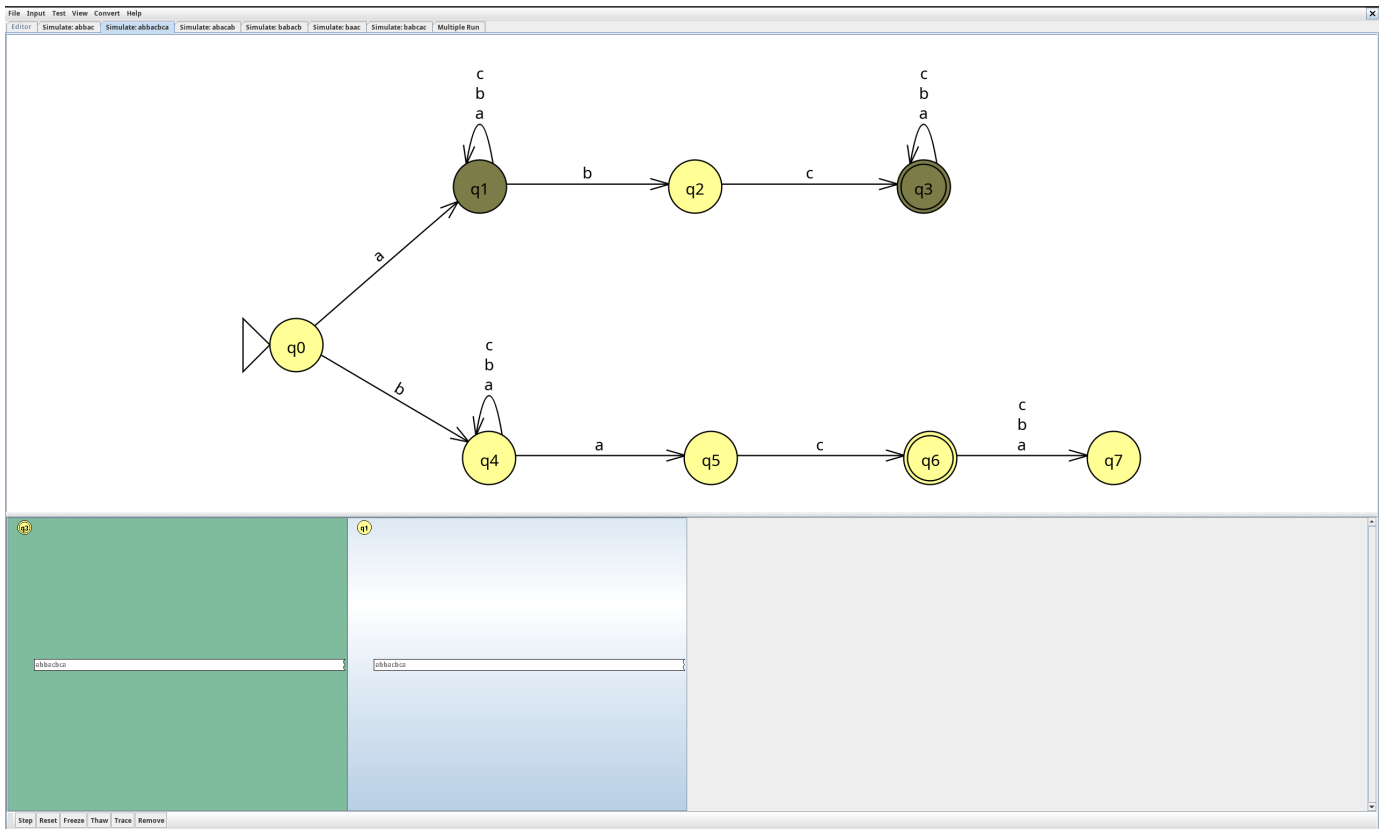 File Input Test View Convert Help
Editor Simulate: abbac Simulate: abbacbca Simulate: abacab Simulate: babacb Simulate: baac Simulate: babcac Multiple Run
c
b
a
c
b
a
q1 b q2 c q3
a
q0
b
c
b
a
c
b
a
q4 a q5 c q6 q7
q3 q1
abbacbca abbacbca
Step Reset Freeze Thaw Trace Remove